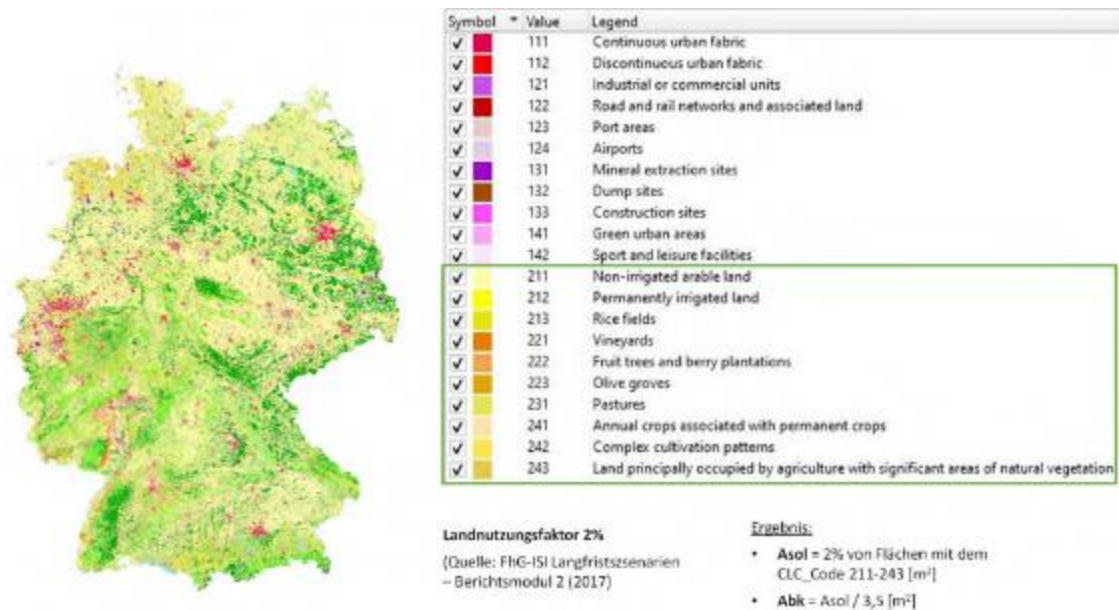 Symbol Value Legend
111 Continuous urban fabric
112 Discontinuous urban fabric
121 Industrial or commercial units
122 Road and rail networks and associated land
123 Port areas
124 Airports
131 Mineral extraction sites
132 Dump sites
133 Construction sites
141 Green urban areas
142 Sport and leisure facilities
211 Non-irrigated arable land
212 Permanently irrigated land
213 Rice fields
221 Vineyards
222 Fruit trees and berry plantations
223 Olive groves
231 Pastures
241 Annual crops associated with permanent crops
242 Complex cultivation patterns
243 Land principally occupied by agriculture with significant areas of natural vegetation
Landnutzungsfaktor 2%
(Quelle: FhG-ISI Langfristszsenarien
– Berichtsmodul 2 (2017)
Ergebnis:
• Asol = 2% von Flächen mit dem
CLC_Code 211-243 [m²]
• Abk = Asol / 3,5 [m²]